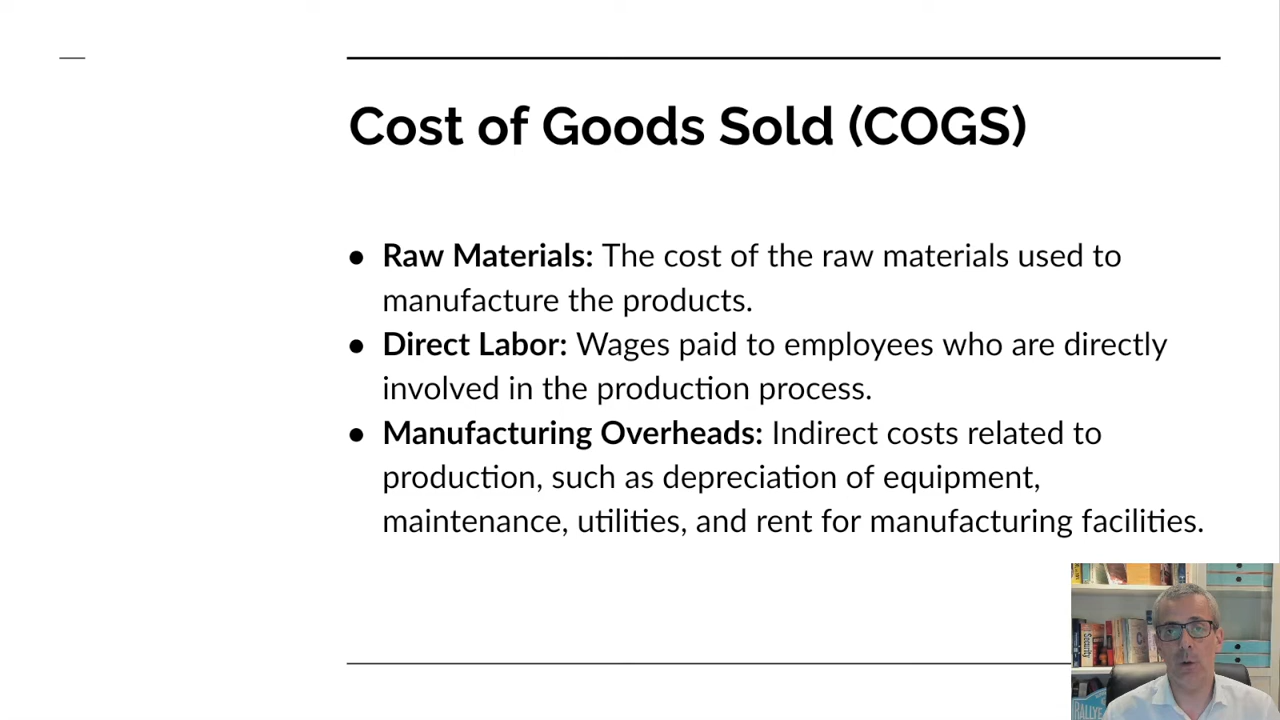 Cost of Goods Sold (COGS)
● Raw Materials: The cost of the raw materials used to
manufacture the products.
● Direct Labor: Wages paid to employees who are directly
involved in the production process.
● Manufacturing Overheads: Indirect costs related to
production, such as depreciation of equipment,
maintenance, utilities, and rent for manufacturing facilities.
Security
RALLYE